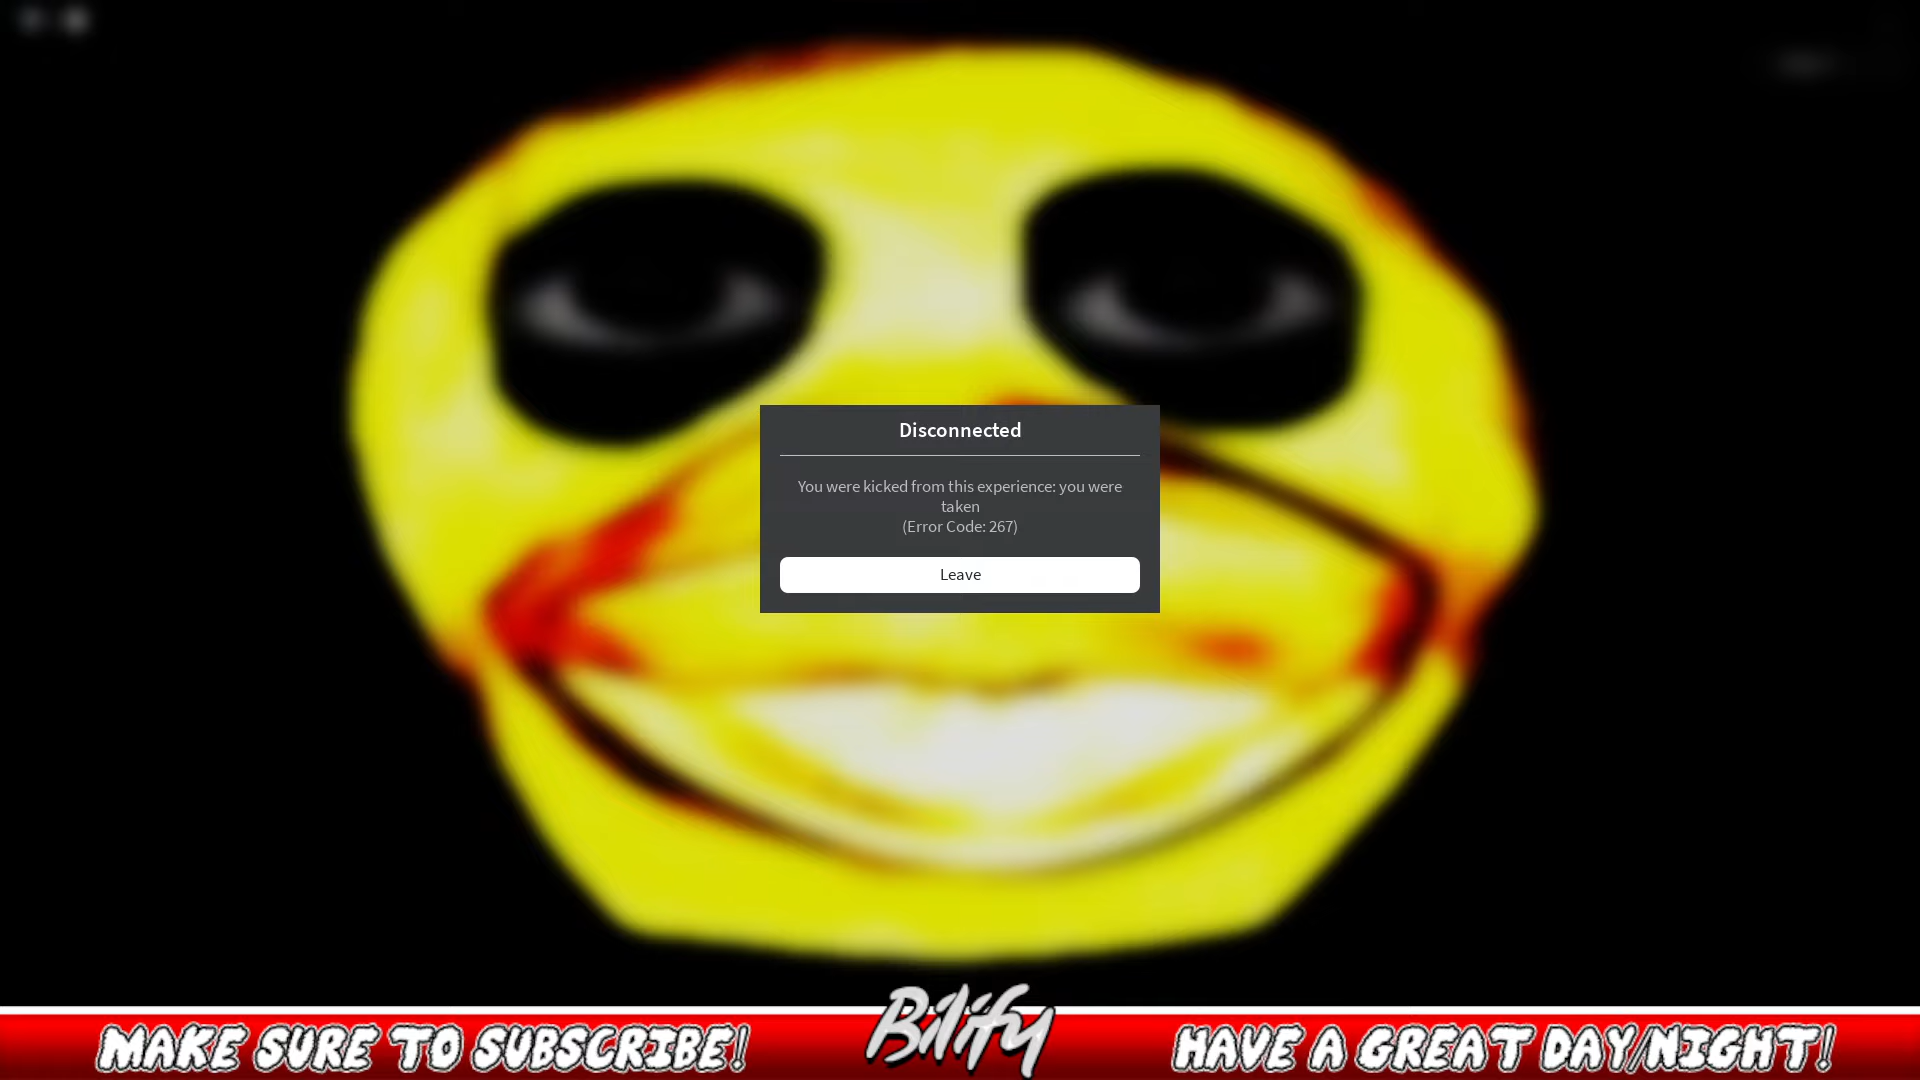 Disconnected
You were kicked from this experience: you were
taken
(Error Code: 267)
Leave
MAKE SURE TO SUBSCRIBE!
Bilify
HAVE A GREAT DAY/NIGHT!